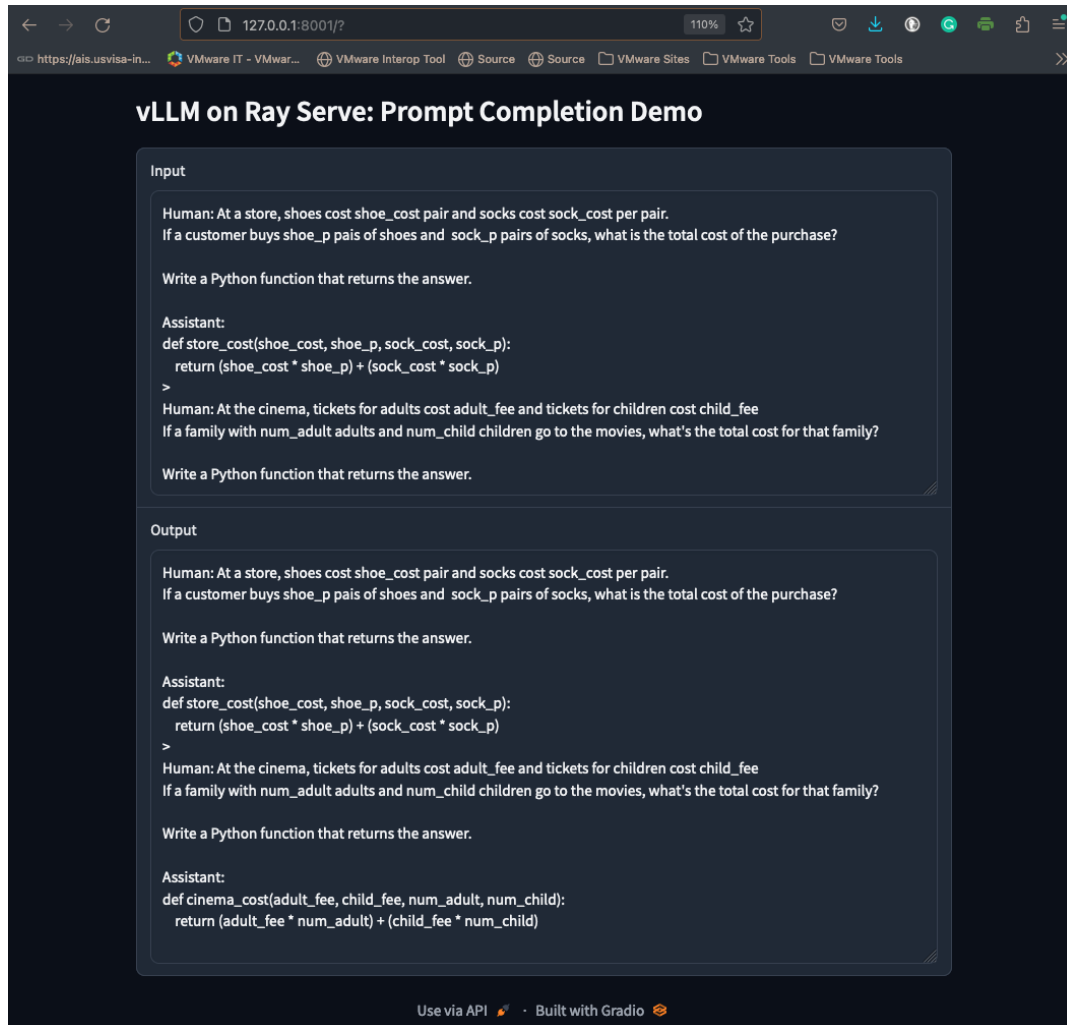 127.0.0.1:8001/?
110%
https://ais.usvisa-in...
VMware IT - VMwar...
VMware Interop Tool
Source
Source
VMware Sites
VMware Tools
VMware Tools
vLLM on Ray Serve: Prompt Completion Demo
Input
Human: At a store, shoes cost shoe_cost pair and socks cost sock_cost per pair.
If a customer buys shoe_p pais of shoes and  sock_p pairs of socks, what is the total cost of the purchase?
Write a Python function that returns the answer.
Assistant:
def store_cost(shoe_cost, shoe_p, sock_cost, sock_p):
   return (shoe_cost * shoe_p) + (sock_cost * sock_p)
>
Human: At the cinema, tickets for adults cost adult_fee and tickets for children cost child_fee
If a family with num_adult adults and num_child children go to the movies, what's the total cost for that family?
Write a Python function that returns the answer.
Output
Human: At a store, shoes cost shoe_cost pair and socks cost sock_cost per pair.
If a customer buys shoe_p pais of shoes and  sock_p pairs of socks, what is the total cost of the purchase?
Write a Python function that returns the answer.
Assistant:
def store_cost(shoe_cost, shoe_p, sock_cost, sock_p):
   return (shoe_cost * shoe_p) + (sock_cost * sock_p)
>
Human: At the cinema, tickets for adults cost adult_fee and tickets for children cost child_fee
If a family with num_adult adults and num_child children go to the movies, what's the total cost for that family?
Write a Python function that returns the answer.
Assistant:
def cinema_cost(adult_fee, child_fee, num_adult, num_child):
   return (adult_fee * num_adult) + (child_fee * num_child)
Use via API · Built with Gradio